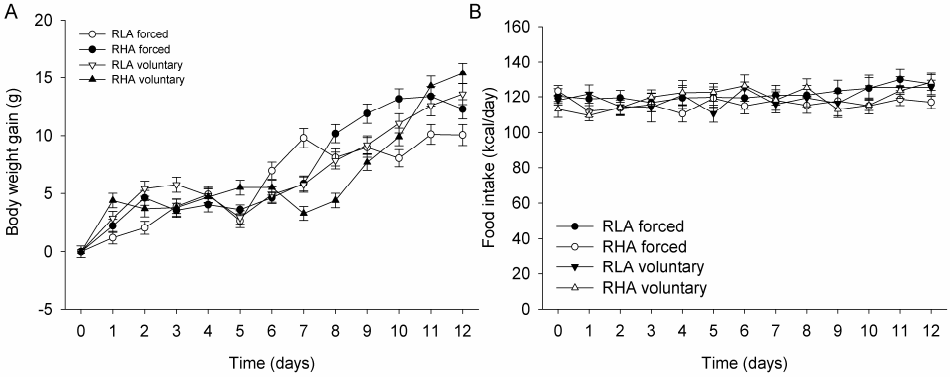 A
RLA forced
RHA forced
RLA voluntary
RHA voluntary
Body weight gain (g)
20
15
10
5
0
-5
0 1 2 3 4 5 6 7 8 9 10 11 12
Time (days)
B
Food intake (kcal/day)
160
140
120
100
80
60
40
20
0
RLA forced
RHA forced
RLA voluntary
RHA voluntary
0 1 2 3 4 5 6 7 8 9 10 11 12
Time (days)